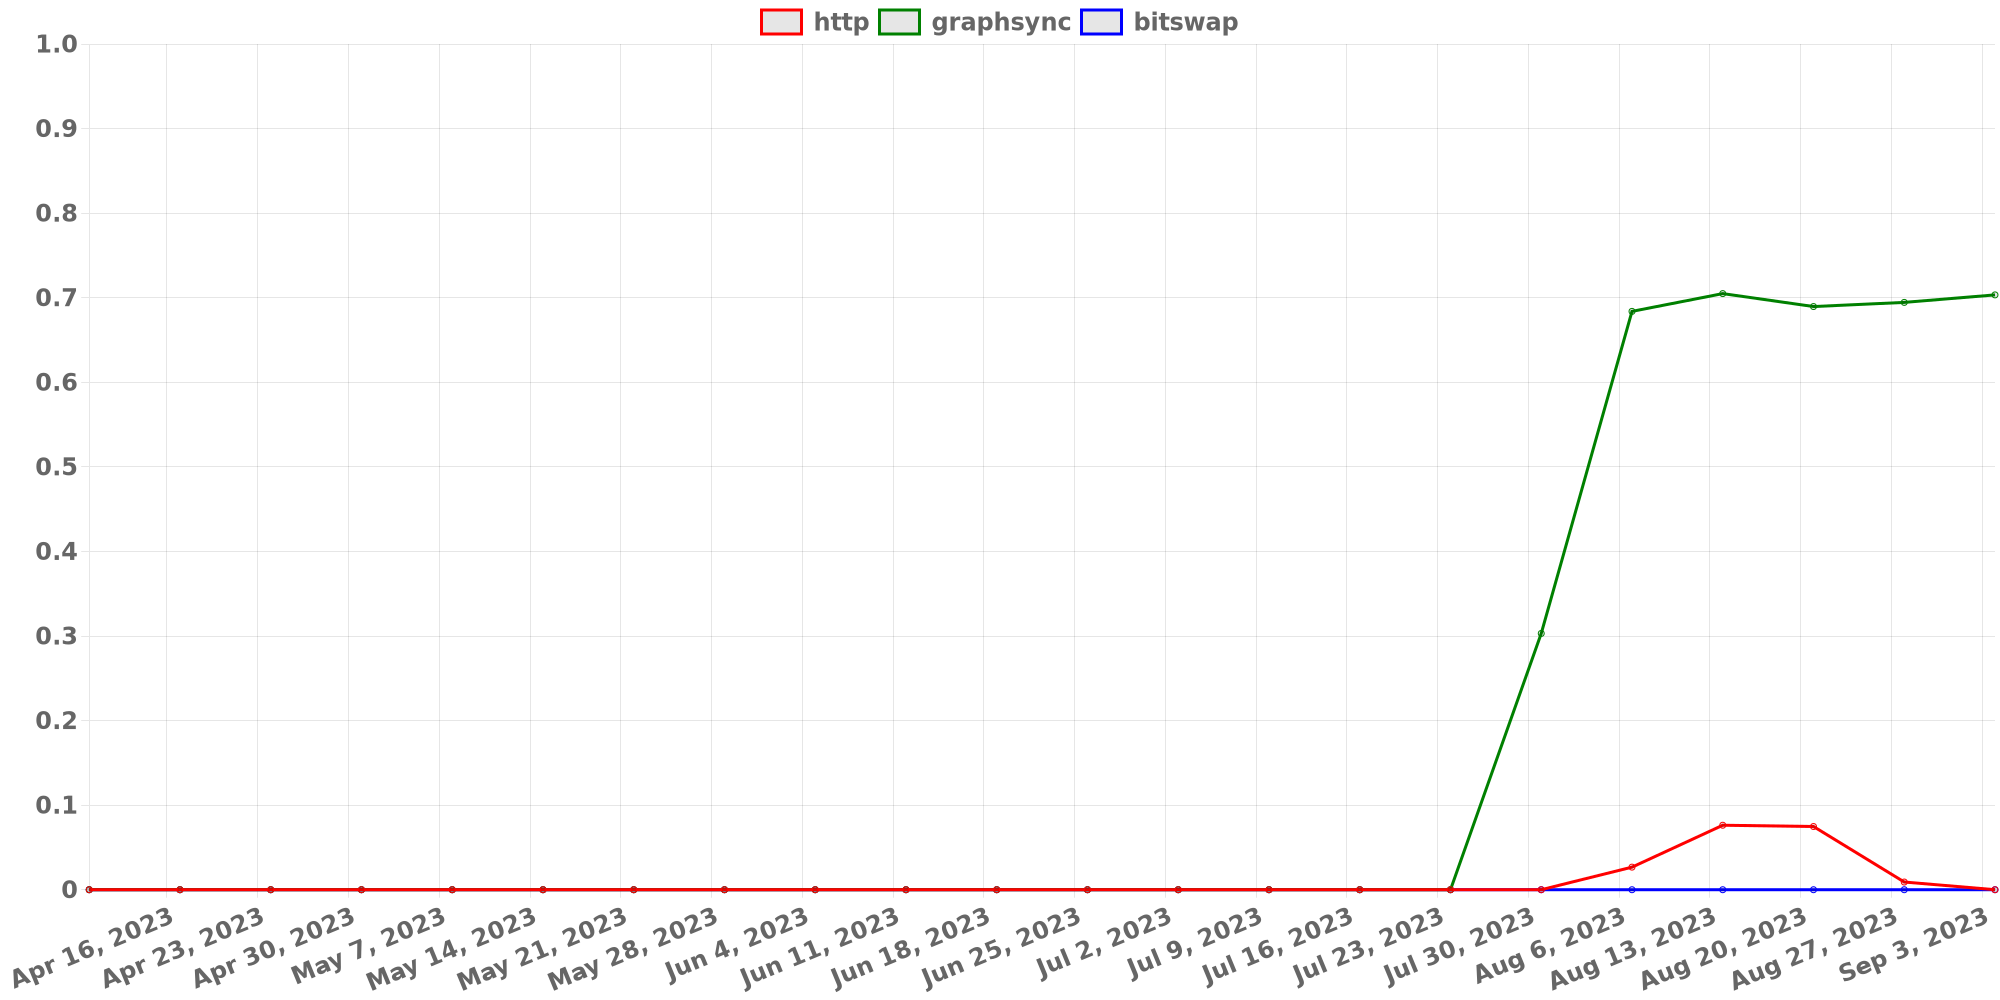 http graphsync bitswap
1.0
0.9
0.8
0.7
0.6
0.5
0.4
0.3
0.2
0.1
0
Apr 16, 2023
Apr 23, 2023
Apr 30, 2023
May 7, 2023
May 14, 2023
May 21, 2023
May 28, 2023
Jun 4, 2023
Jun 11, 2023
Jun 18, 2023
Jun 25, 2023
Jul 2, 2023
Jul 9, 2023
Jul 16, 2023
Jul 23, 2023
Jul 30, 2023
Aug 6, 2023
Aug 13, 2023
Aug 20, 2023
Aug 27, 2023
Sep 3, 2023